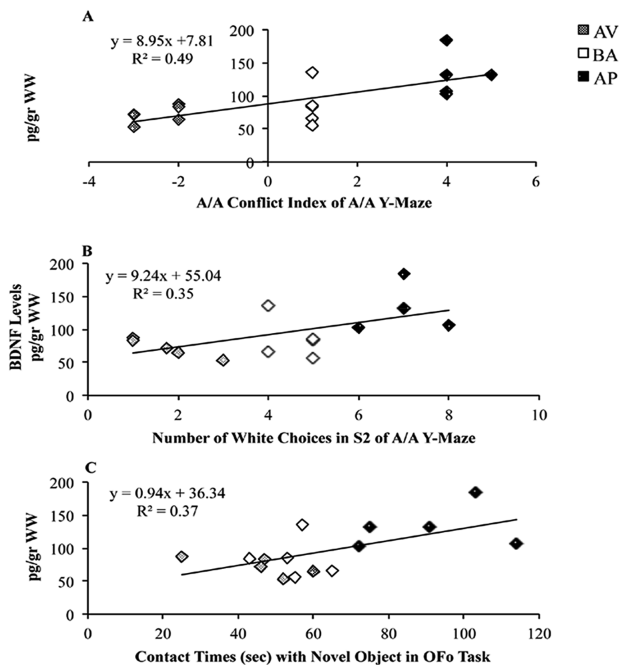 A
y = 8.95x +7.81
R² = 0.49
AV
BA
AP
pg/gr WW
200
150
100
50
0
-4 -2 0 2 4 6
A/A Conflict Index of A/A Y-Maze
B
y = 9.24x + 55.04
R² = 0.35
BDNF Levels
pg/gr WW
200
150
100
50
0
0 2 4 6 8 10
Number of White Choices in S2 of A/A Y-Maze
C
y = 0.94x + 36.34
R² = 0.37
pg/gr WW
200
150
100
50
0
0 20 40 60 80 100 120
Contact Times (sec) with Novel Object in OFo Task